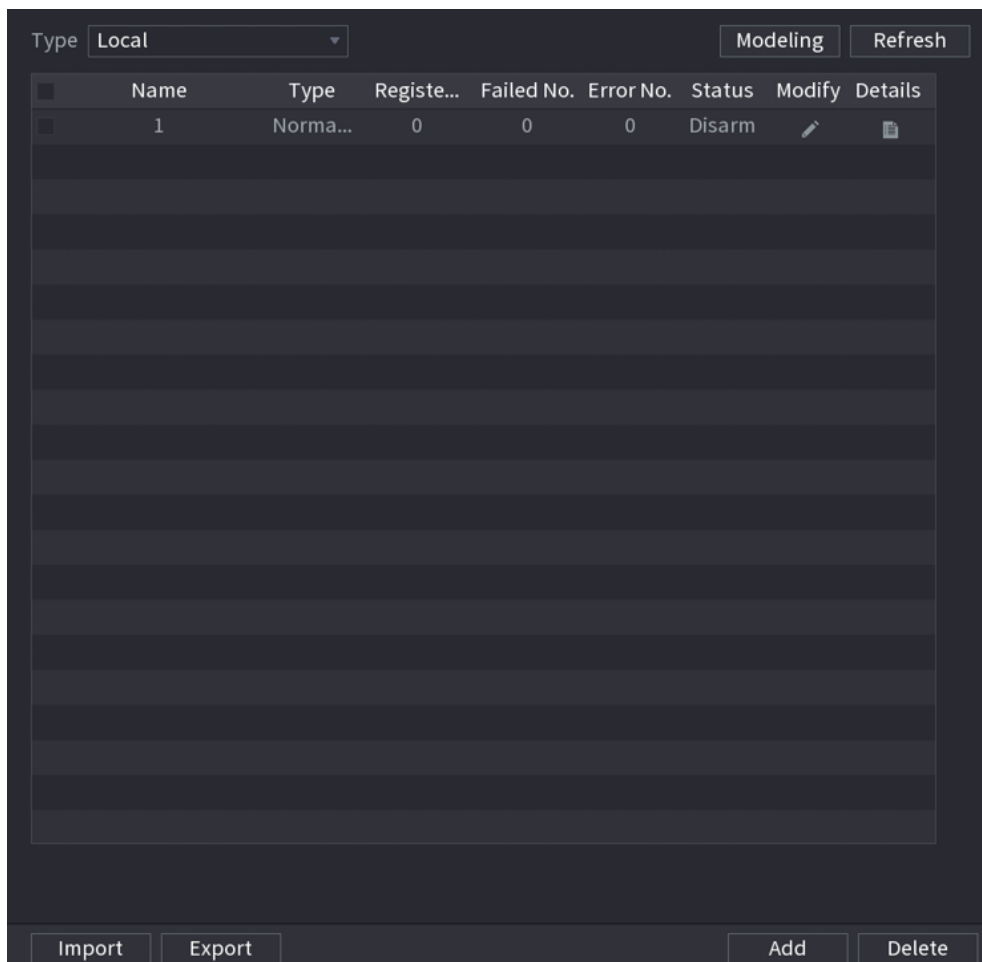 Type Local Modeling Refresh
Name Type Registe... Failed No. Error No. Status Modify Details
1 Norma... 0 0 0 Disarm
Import Export Add Delete